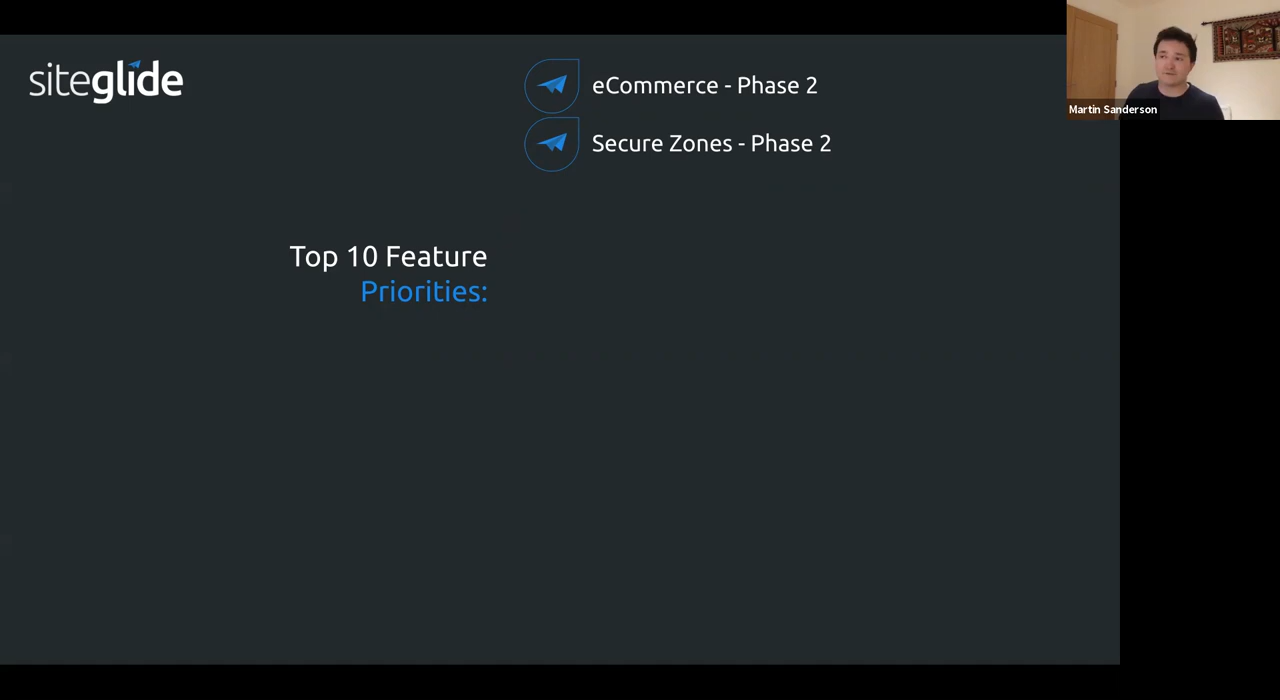 siteglide
eCommerce - Phase 2
Secure Zones - Phase 2
Top 10 Feature
Priorities:
Martin Sanderson